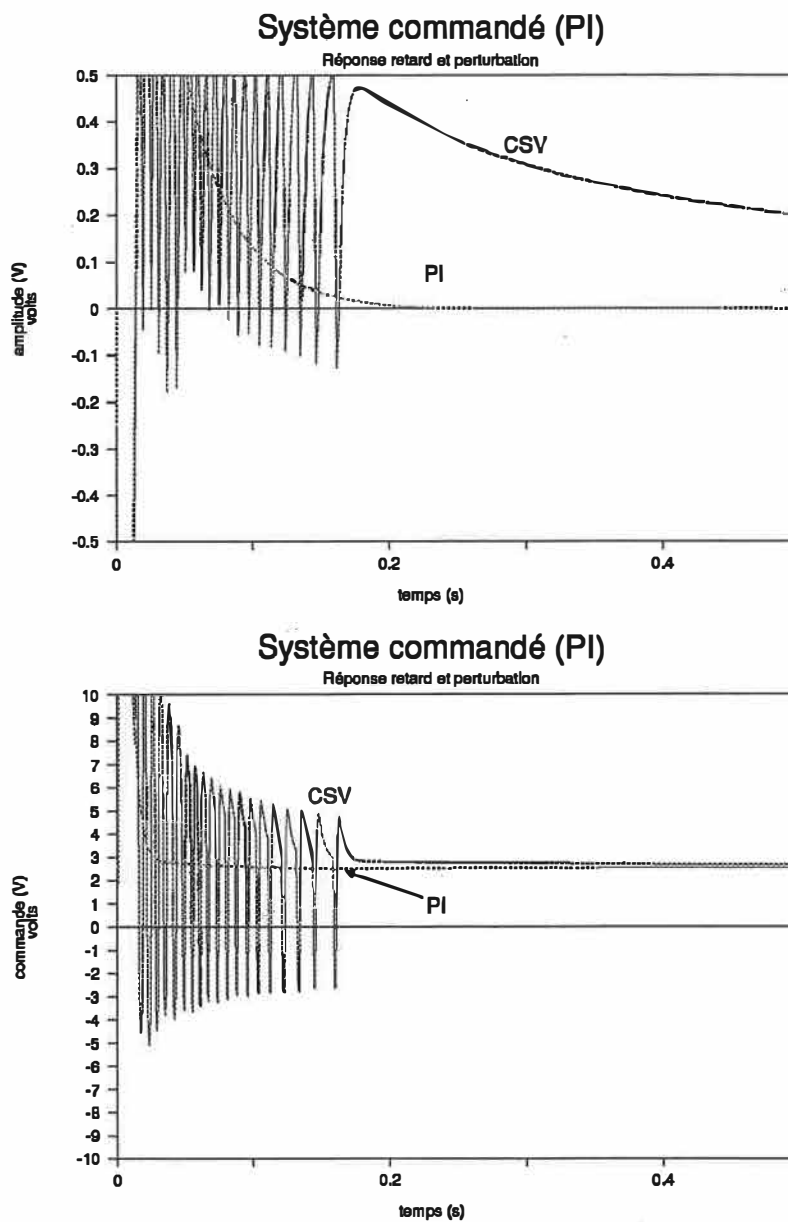 Système commandé (PI)
Réponse retard et perturbation
0.5
0.4
0.3
0.2
0.1
0
-0.1
-0.2
-0.3
-0.4
-0.5
amplitude (V)
volts
CSV
PI
0
0.2
0.4
temps (s)
Système commandé (PI)
Réponse retard et perturbation
10
9
8
7
6
5
4
3
2
1
0
-1
-2
-3
-4
-5
-6
-7
-8
-9
-10
commande (V)
volts
CSV
PI
0
0.2
0.4
temps (s)